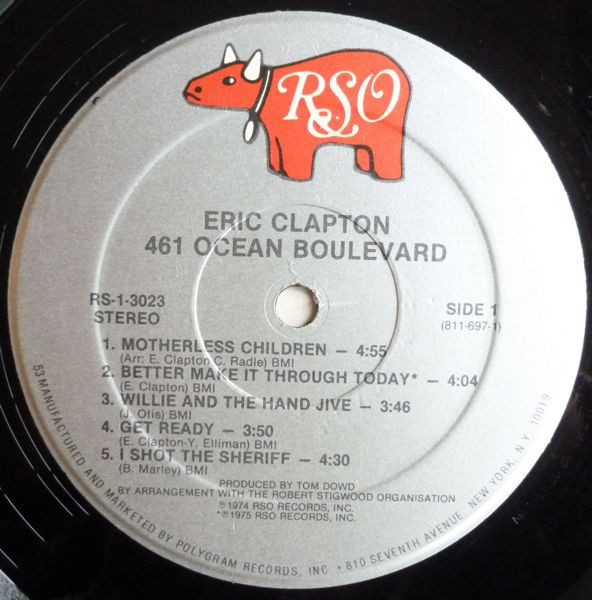 RSO
ERIC CLAPTON
461 OCEAN BOULEVARD
RS-1-3023
STEREO
SIDE 1
(811-697-1)
1. MOTHERLESS CHILDREN – 4:55
(Arr: E. Clapton-C. Radle) BMI
2. BETTER MAKE IT THROUGH TODAY* – 4:04
(E. Clapton) BMI
3. WILLIE AND THE HAND JIVE – 3:46
(J. Otis) BMI
4. GET READY – 3:50
(E. Clapton-Y. Elliman) BMI
5. I SHOT THE SHERIFF – 4:30
(B. Marley) BMI
PRODUCED BY TOM DOWD
BY ARRANGEMENT WITH THE ROBERT STIGWOOD ORGANISATION
℗1974 RSO RECORDS, INC.
*℗1975 RSO RECORDS, INC.
53 MANUFACTURED AND MARKETED BY POLYGRAM RECORDS, INC • 810 SEVENTH AVENUE, NEW YORK, N.Y. 10019